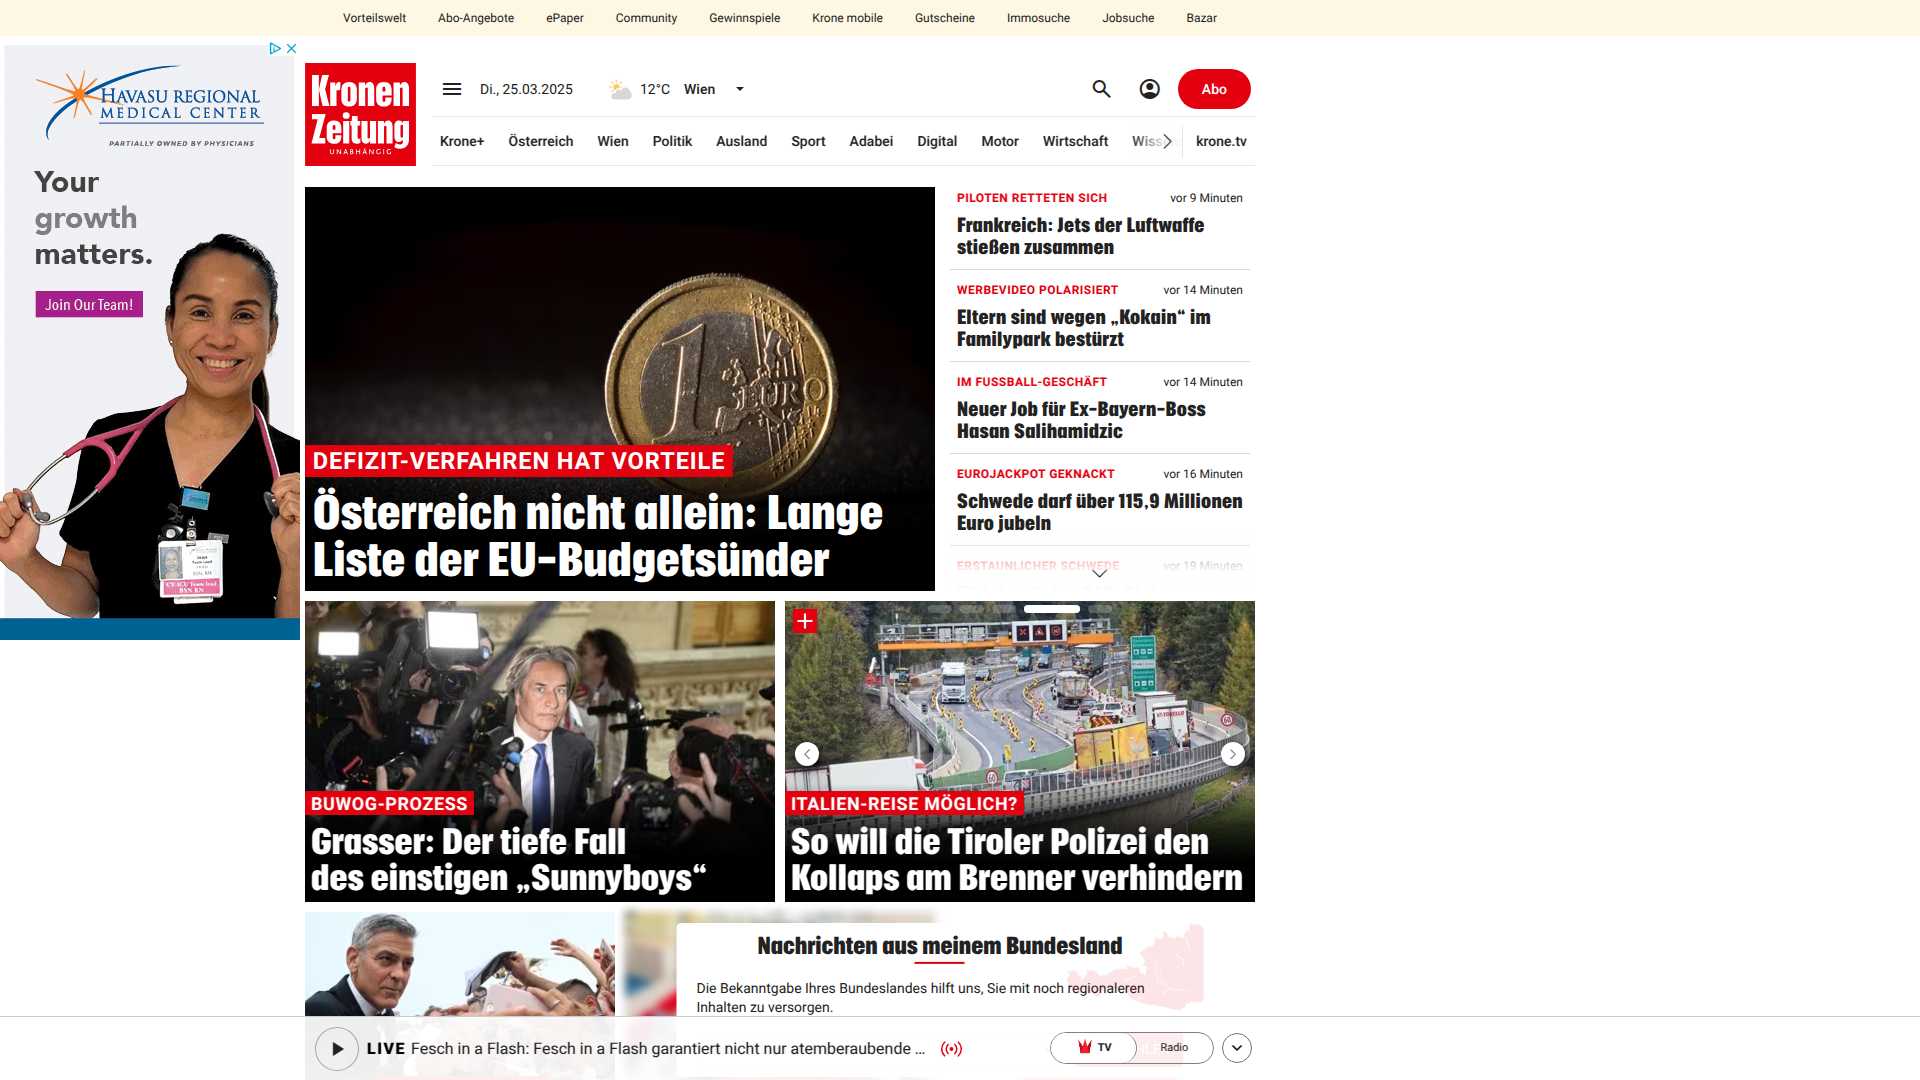 Vorteilswelt Abo-Angebote ePaper Community Gewinnspiele Krone mobile Gutscheine Immosuche Jobsuche Bazar
HAVASU REGIONAL
MEDICAL CENTER
PARTIALLY OWNED BY PHYSICIANS
Your
growth
matters.
Join Our Team!
Kronen
Zeitung
UNABHÄNGIG
Di., 25.03.2025 12°C Wien
Abo
Krone+ Österreich Wien Politik Ausland Sport Adabei Digital Motor Wirtschaft krone.tv
DEFIZIT-VERFAHREN HAT VORTEILE
Österreich nicht allein: Lange
Liste der EU-Budgetsünder
PILOTEN RETTETEN SICH vor 9 Minuten
Frankreich: Jets der Luftwaffe
stießen zusammen
WERBEVIDEO POLARISIERT vor 14 Minuten
Eltern sind wegen „Kokain“ im
Familypark bestürzt
IM FUSSBALL-GESCHÄFT vor 14 Minuten
Neuer Job für Ex-Bayern-Boss
Hasan Salihamidzic
EUROJACKPOT GEKNACKT vor 16 Minuten
Schwede darf über 115,9 Millionen
Euro jubeln
ERSTAUNLICHER SCHWEDE vor 19 Minuten
BUWOG-PROZESS
Grasser: Der tiefe Fall
des einstigen „Sunnyboys“
ITALIEN-REISE MÖGLICH?
So will die Tiroler Polizei den
Kollaps am Brenner verhindern
Nachrichten aus meinem Bundesland
Die Bekanntgabe Ihres Bundeslandes hilft uns, Sie mit noch regionaleren
Inhalten zu versorgen.
LIVE Fesch in a Flash: Fesch in a Flash garantiert nicht nur atemberaubende ...
TV Radio